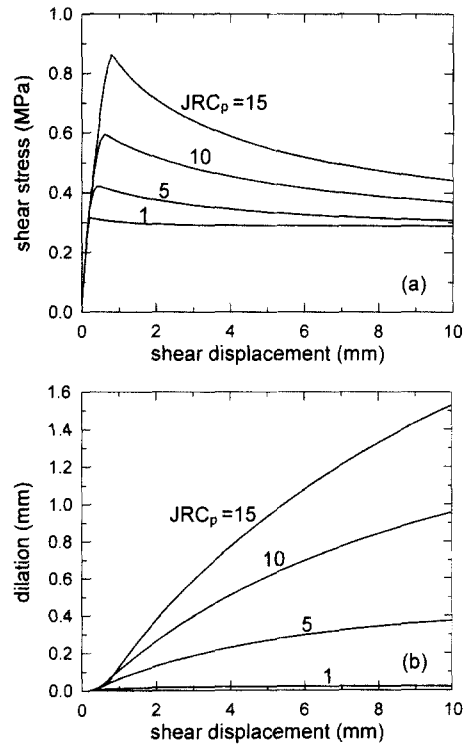 (a)
1.0
0.8
0.6
0.4
0.2
0.0
shear stress (MPa)
JRCp =15
10
5
1
(a)
0 2 4 6 8 10
shear displacement (mm)
(b)
1.6
1.4
1.2
1.0
0.8
0.6
0.4
0.2
0.0
dilation (mm)
JRCp =15
10
5
1
(b)
0 2 4 6 8 10
shear displacement (mm)